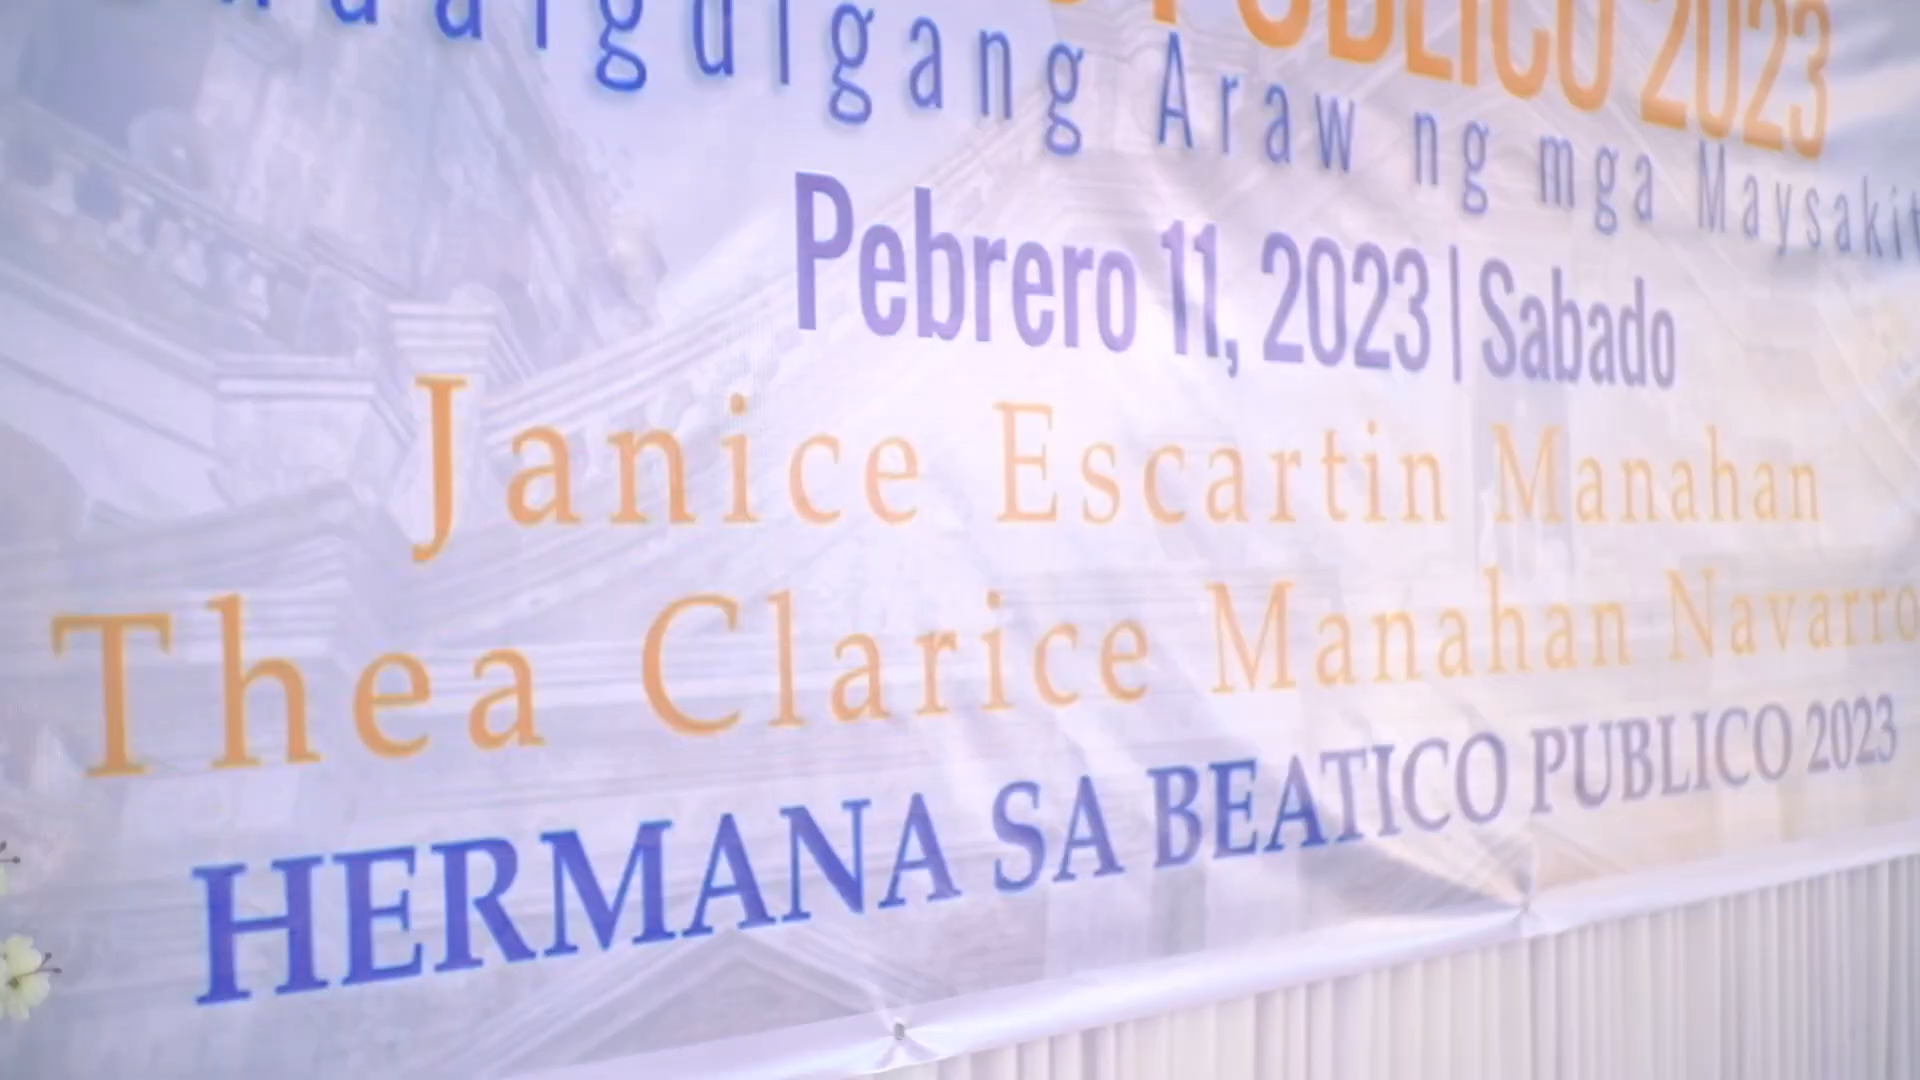 PUBLICO 2023
Araw ng mga Maysakit
Pebrero 11, 2023 | Sabado
Janice Escartin Manahan
Thea Clarice Manahan Navarro
HERMANA SA BEATICO PUBLICO 2023